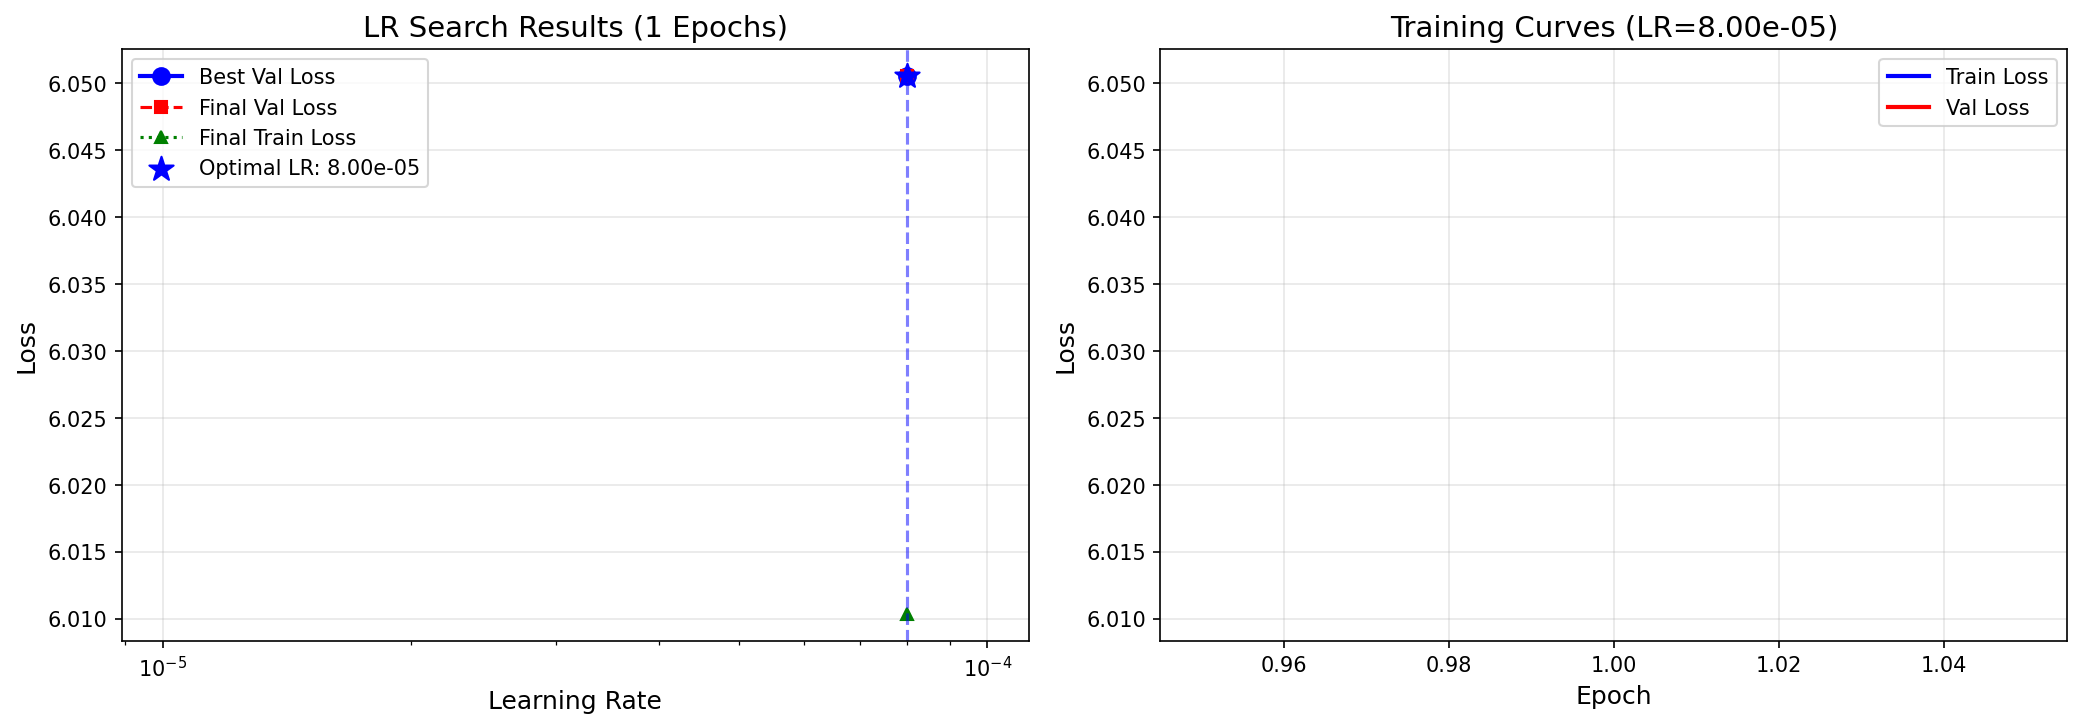 LR Search Results (1 Epochs)
Best Val Loss
Final Val Loss
Final Train Loss
Optimal LR: 8.00e-05
6.050
6.045
6.040
6.035
6.030
6.025
6.020
6.015
6.010
Loss
10⁻⁵
10⁻⁴
Learning Rate
Training Curves (LR=8.00e-05)
Train Loss
Val Loss
6.050
6.045
6.040
6.035
6.030
6.025
6.020
6.015
6.010
Loss
0.96
0.98
1.00
1.02
1.04
Epoch